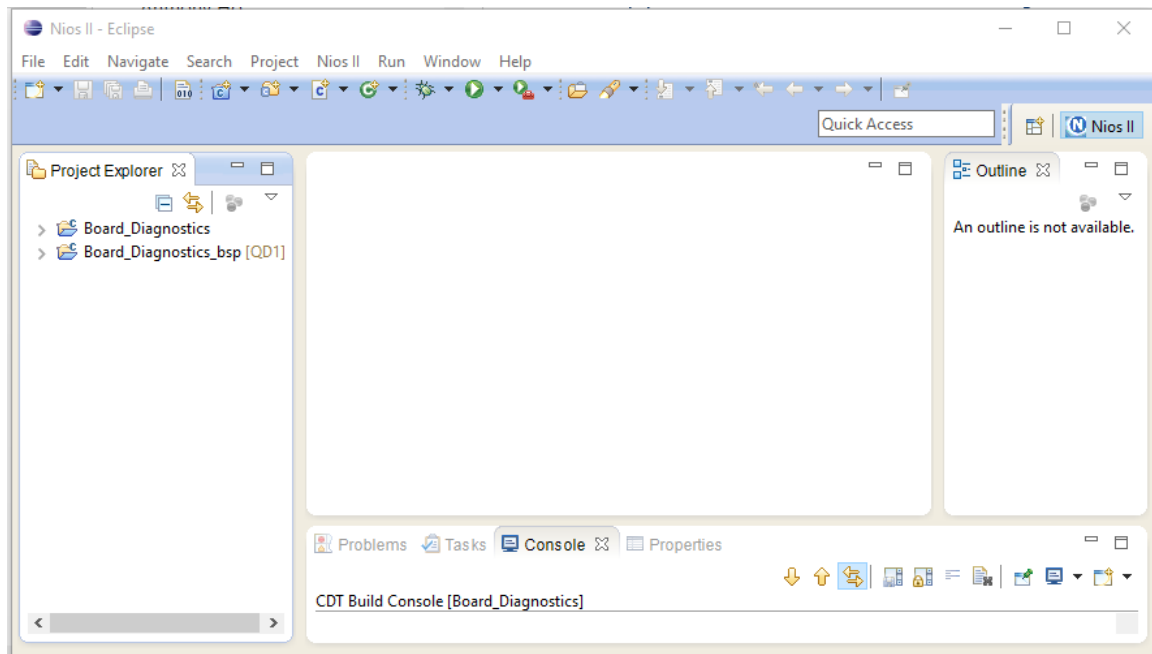 Nios II - Eclipse
File Edit Navigate Search Project Nios II Run Window Help
010
Quick Access
Nios II
Project Explorer
Outline
Board_Diagnostics
Board_Diagnostics_bsp [QD1]
An outline is not available.
Problems Tasks Console Properties
CDT Build Console [Board_Diagnostics]